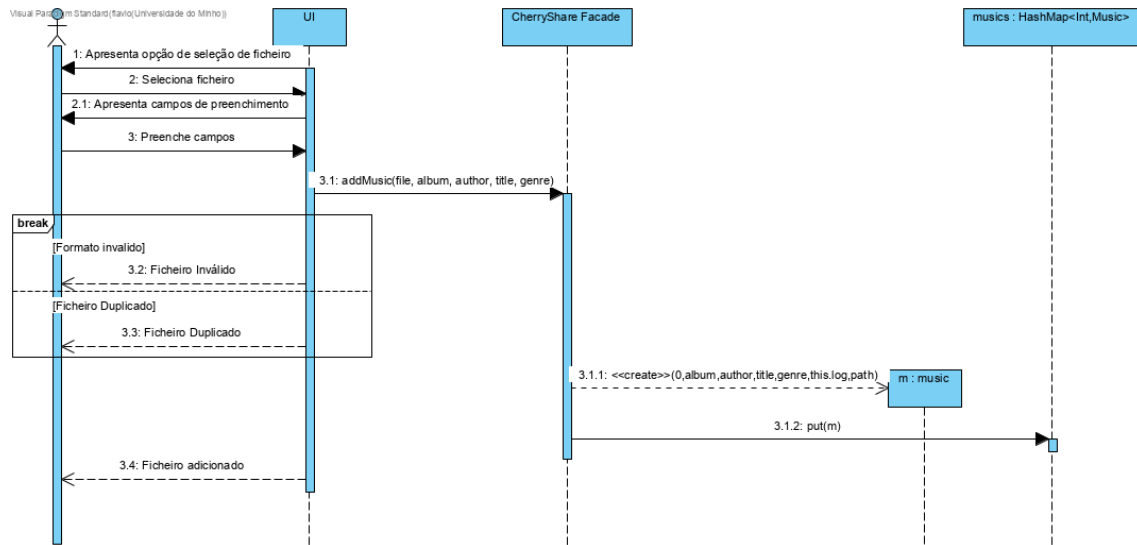 Visual Paradigm Standard(flavio(Universidade do Minho))
UI
CherryShare Facade
musics : HashMap<Int,Music>
1: Apresenta opção de seleção de ficheiro
2: Seleciona ficheiro
2.1: Apresenta campos de preenchimento
3: Preenche campos
3.1: addMusic(file, album, author, title, genre)
break
[Formato invalido]
3.2: Ficheiro Inválido
[Ficheiro Duplicado]
3.3: Ficheiro Duplicado
3.1.1: <<create>>(0,album,author,title,genre,this.log,path)
m : music
3.1.2: put(m)
3.4: Ficheiro adicionado